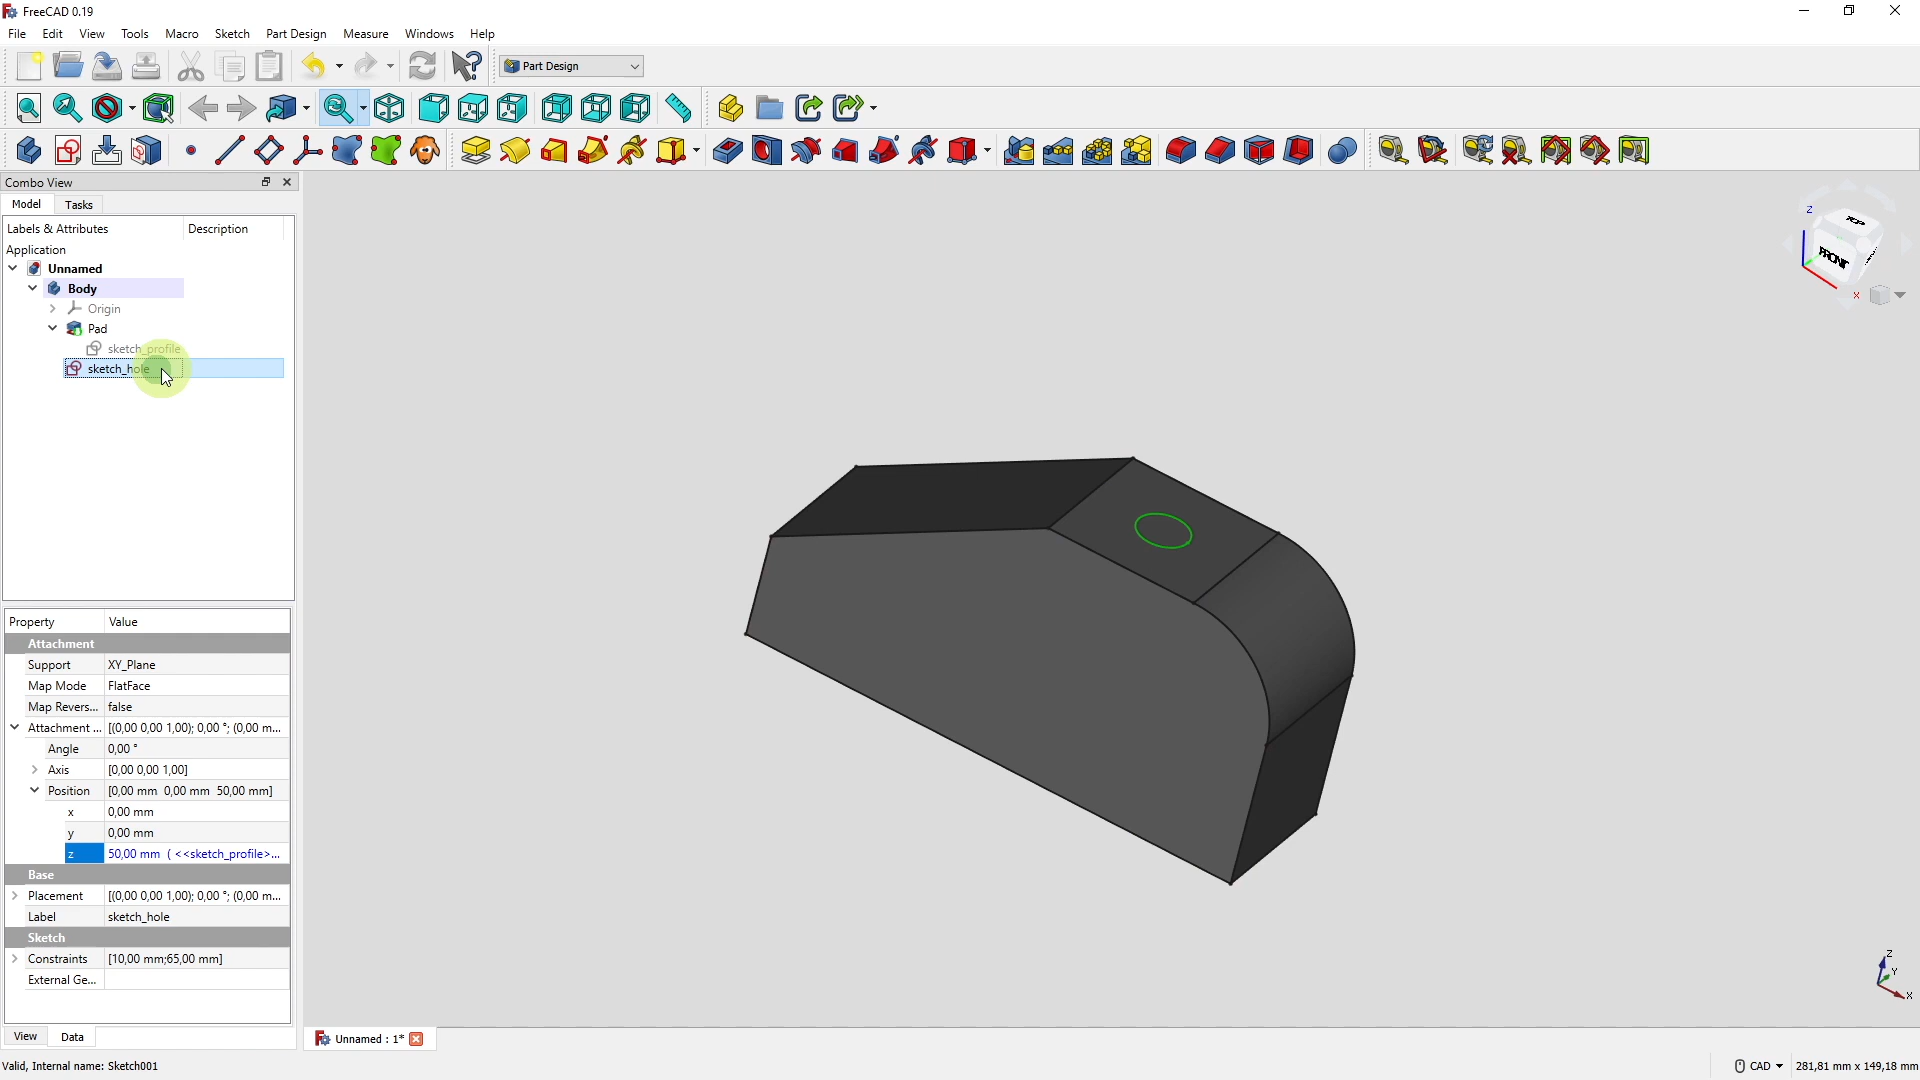 FreeCAD 0.19
File Edit View Tools Macro Sketch Part Design Measure Windows Help
Part Design
Combo View
Model Tasks
Labels & Attributes Description
Application
Unnamed
Body
Origin
Pad
sketch_profile
sketch_hole
TOP
FRONT
Z
X
Property Value
Attachment
Support XY_Plane
Map Mode FlatFace
Map Revers... false
Attachment ... [(0,00 0,00 1,00); 0,00 °; (0,00 m...
Angle 0,00 °
Axis [0,00 0,00 1,00]
Position [0,00 mm 0,00 mm 50,00 mm]
x 0,00 mm
y 0,00 mm
z 50,00 mm ( <<sketch_profile>...
Base
Placement [(0,00 0,00 1,00); 0,00 °; (0,00 m...
Label sketch_hole
Sketch
Constraints [10,00 mm;65,00 mm]
External Ge...
Z
Y
X
View Data
Unnamed : 1*
Valid, Internal name: Sketch001
CAD 281,81 mm x 149,18 mm